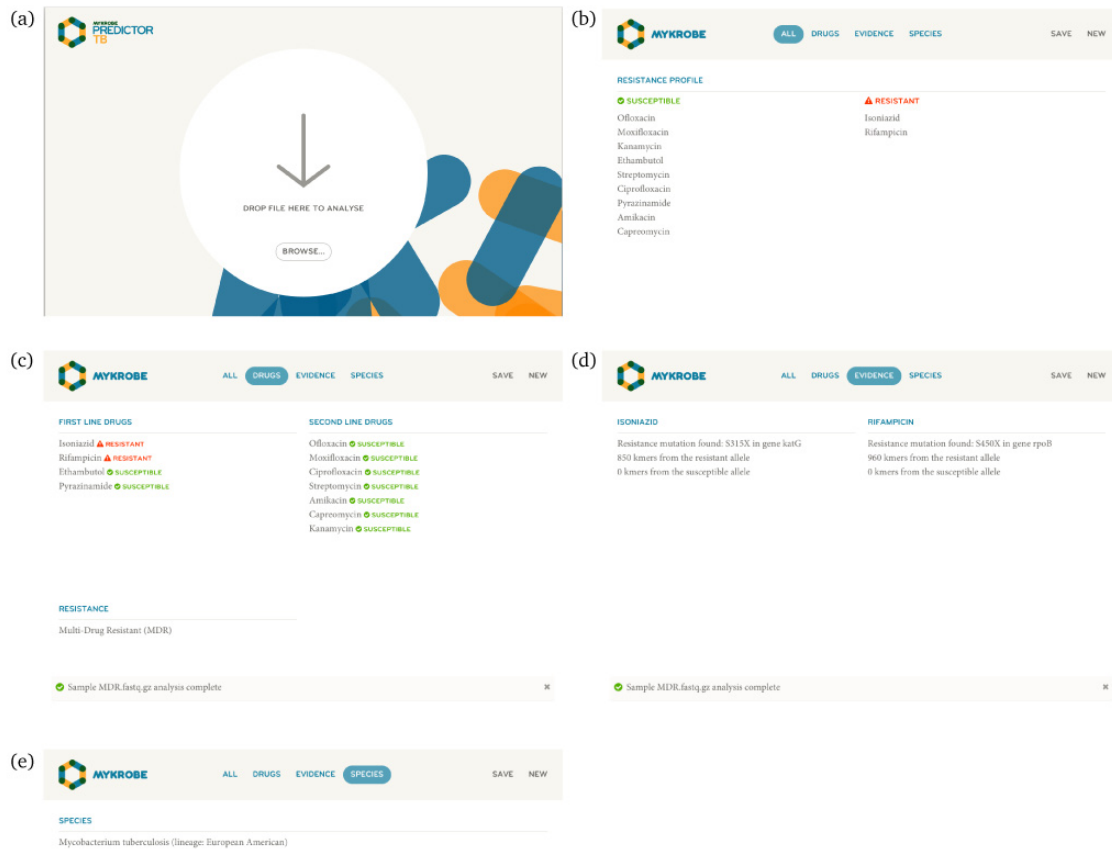 (a)
MYKROBE
PREDICTOR
TB
DROP FILE HERE TO ANALYSE
BROWSE...
(b)
MYKROBE
ALL DRUGS EVIDENCE SPECIES SAVE NEW
RESISTANCE PROFILE
SUSCEPTIBLE
Ofloxacin
Moxifloxacin
Kanamycin
Ethambutol
Streptomycin
Ciprofloxacin
Pyrazinamide
Amikacin
Capreomycin
RESISTANT
Isoniazid
Rifampicin
(c)
MYKROBE
ALL DRUGS EVIDENCE SPECIES SAVE NEW
FIRST LINE DRUGS
Isoniazid RESISTANT
Rifampicin RESISTANT
Ethambutol SUSCEPTIBLE
Pyrazinamide SUSCEPTIBLE
SECOND LINE DRUGS
Ofloxacin SUSCEPTIBLE
Moxifloxacin SUSCEPTIBLE
Ciprofloxacin SUSCEPTIBLE
Streptomycin SUSCEPTIBLE
Amikacin SUSCEPTIBLE
Capreomycin SUSCEPTIBLE
Kanamycin SUSCEPTIBLE
RESISTANCE
Multi-Drug Resistant (MDR)
Sample MDR.fastq.gz analysis complete
(d)
MYKROBE
ALL DRUGS EVIDENCE SPECIES SAVE NEW
ISONIAZID
Resistance mutation found: S315X in gene katG
850 kmers from the resistant allele
0 kmers from the susceptible allele
RIFAMPICIN
Resistance mutation found: S450X in gene rpoB
960 kmers from the resistant allele
0 kmers from the susceptible allele
Sample MDR.fastq.gz analysis complete
(e)
MYKROBE
ALL DRUGS EVIDENCE SPECIES SAVE NEW
SPECIES
Mycobacterium tuberculosis (lineage: European American)